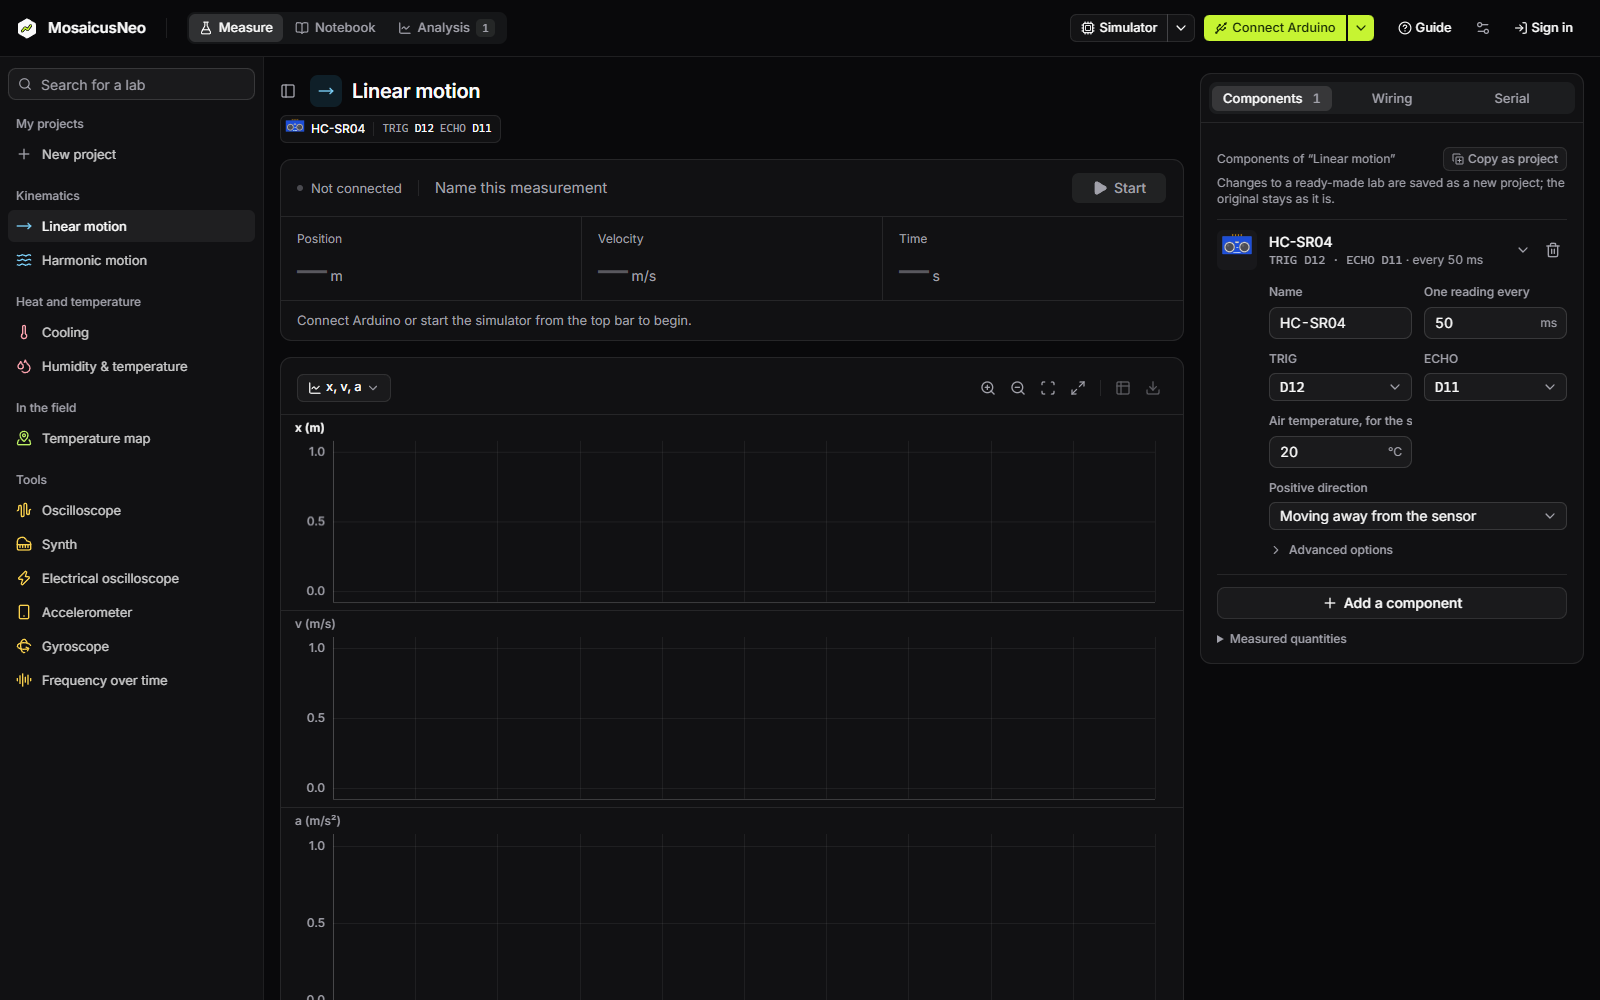 MosaicusNeo
Measure
Notebook
Analysis 1
Simulator
Connect Arduino
Guide
Sign in
Search for a lab
My projects
New project
Kinematics
Linear motion
Harmonic motion
Heat and temperature
Cooling
Humidity & temperature
In the field
Temperature map
Tools
Oscilloscope
Synth
Electrical oscilloscope
Accelerometer
Gyroscope
Frequency over time
Linear motion
HC-SR04 TRIG D12 ECHO D11
Not connected
Name this measurement
Start
Position
m
Velocity
m/s
Time
s
Connect Arduino or start the simulator from the top bar to begin.
x, v, a
x (m)
1.0
0.5
0.0
v (m/s)
1.0
0.5
0.0
a (m/s²)
1.0
0.5
0.0
Components 1
Wiring
Serial
Components of “Linear motion”
Copy as project
Changes to a ready-made lab are saved as a new project; the
original stays as it is.
HC-SR04
TRIG D12 · ECHO D11 · every 50 ms
Name
One reading every
HC-SR04
50 ms
TRIG
ECHO
D12
D11
Air temperature, for the s
20 °C
Positive direction
Moving away from the sensor
Advanced options
Add a component
Measured quantities